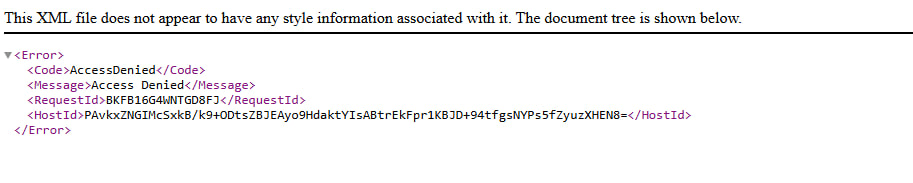 This XML file does not appear to have any style information associated with it. The document tree is shown below.
<Error>
<Code>AccessDenied</Code>
<Message>Access Denied</Message>
<RequestId>BKFB16G4WNTGD8FJ</RequestId>
<HostId>PAvkxZNGIMcSxkB/k9+ODtsZBJEAyo9HdaktYIsABtrEkFpr1KBJD+94tfgsNYPs5fZyuzXHEN8=</HostId>
</Error>